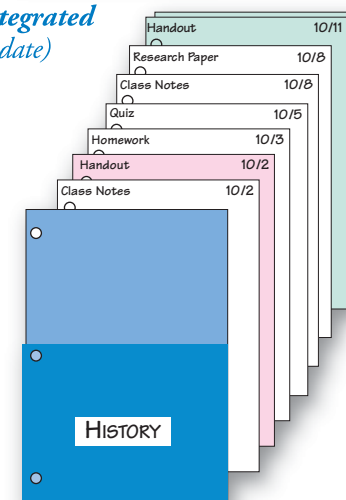 tegrated
date)
Handout 10/11
Research Paper 10/8
Class Notes 10/8
Quiz 10/5
Homework 10/3
Handout 10/2
Class Notes 10/2
HISTORY